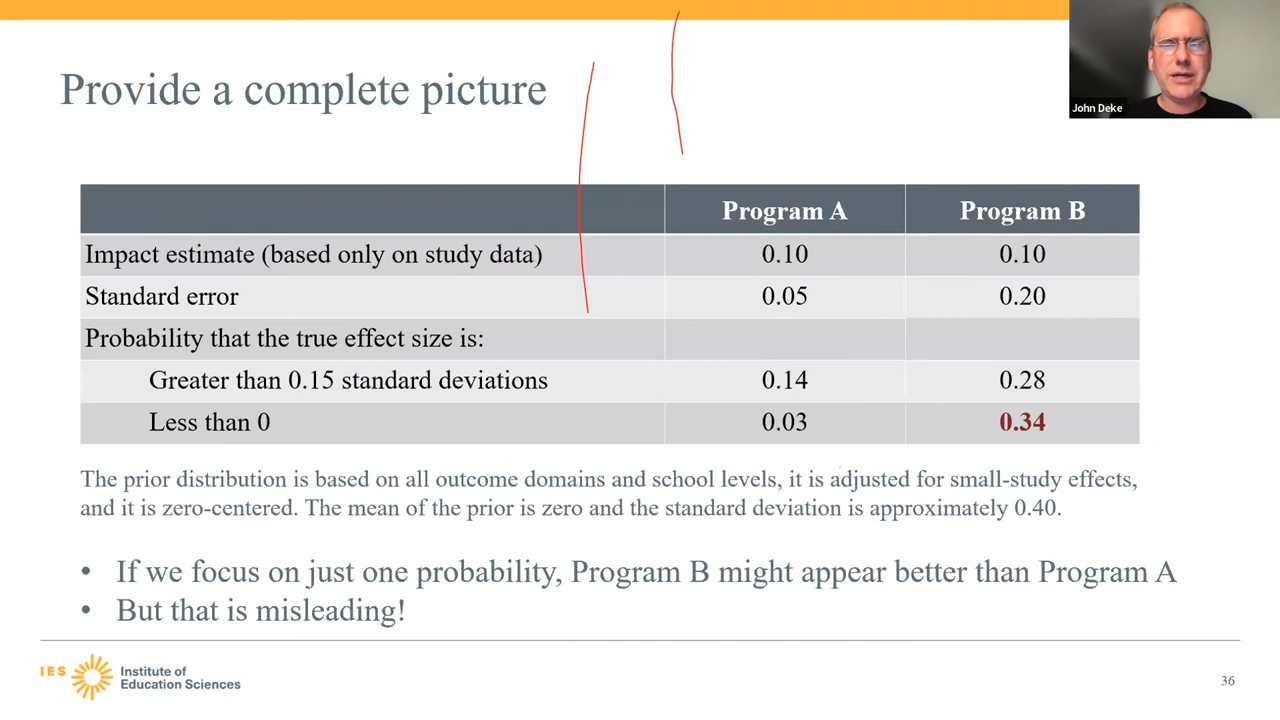 Provide a complete picture
John Deke
Program A Program B
Impact estimate (based only on study data) 0.10 0.10
Standard error 0.05 0.20
Probability that the true effect size is:
Greater than 0.15 standard deviations 0.14 0.28
Less than 0 0.03 0.34
The prior distribution is based on all outcome domains and school levels, it is adjusted for small-study effects,
and it is zero-centered. The mean of the prior is zero and the standard deviation is approximately 0.40.
• If we focus on just one probability, Program B might appear better than Program A
• But that is misleading!
IES Institute of
Education Sciences
36